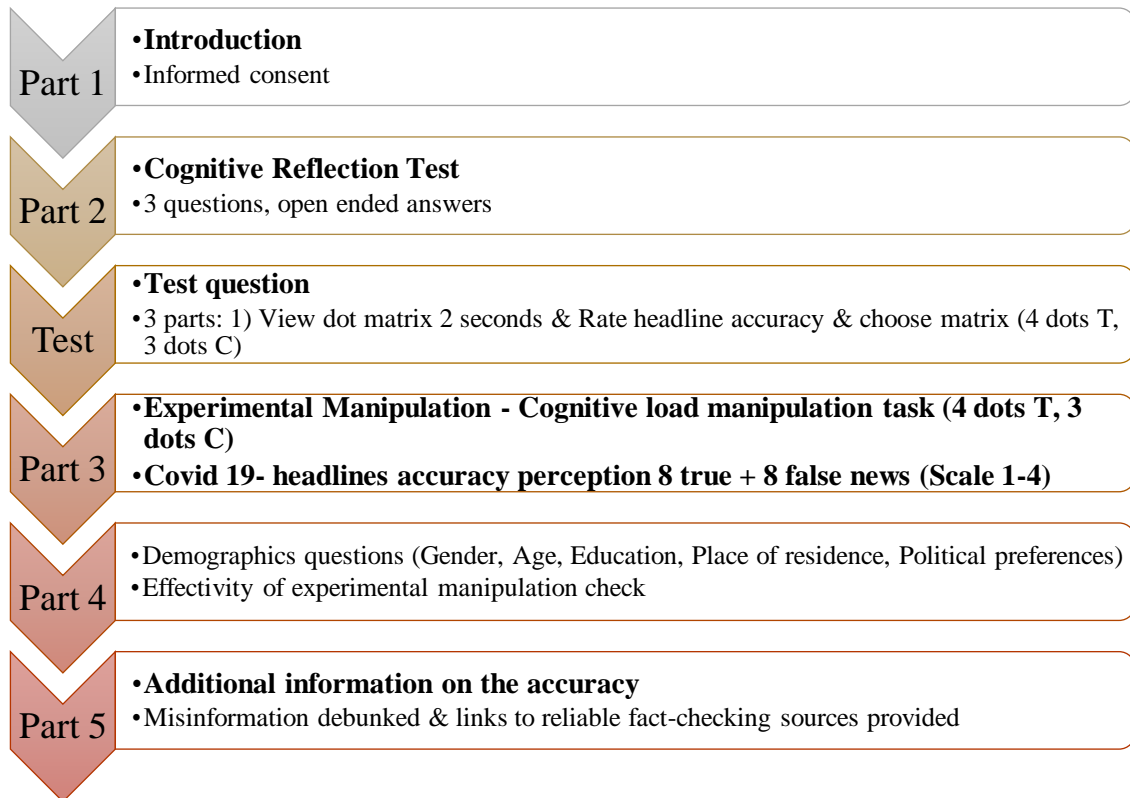 Part 1
•Introduction
•Informed consent
Part 2
•Cognitive Reflection Test
•3 questions, open ended answers
Test
•Test question
•3 parts: 1) View dot matrix 2 seconds & Rate headline accuracy & choose matrix (4 dots T,
3 dots C)
Part 3
•Experimental Manipulation - Cognitive load manipulation task (4 dots T, 3
dots C)
•Covid 19- headlines accuracy perception 8 true + 8 false news (Scale 1-4)
Part 4
•Demographics questions (Gender, Age, Education, Place of residence, Political preferences)
•Effectivity of experimental manipulation check
Part 5
•Additional information on the accuracy
•Misinformation debunked & links to reliable fact-checking sources provided